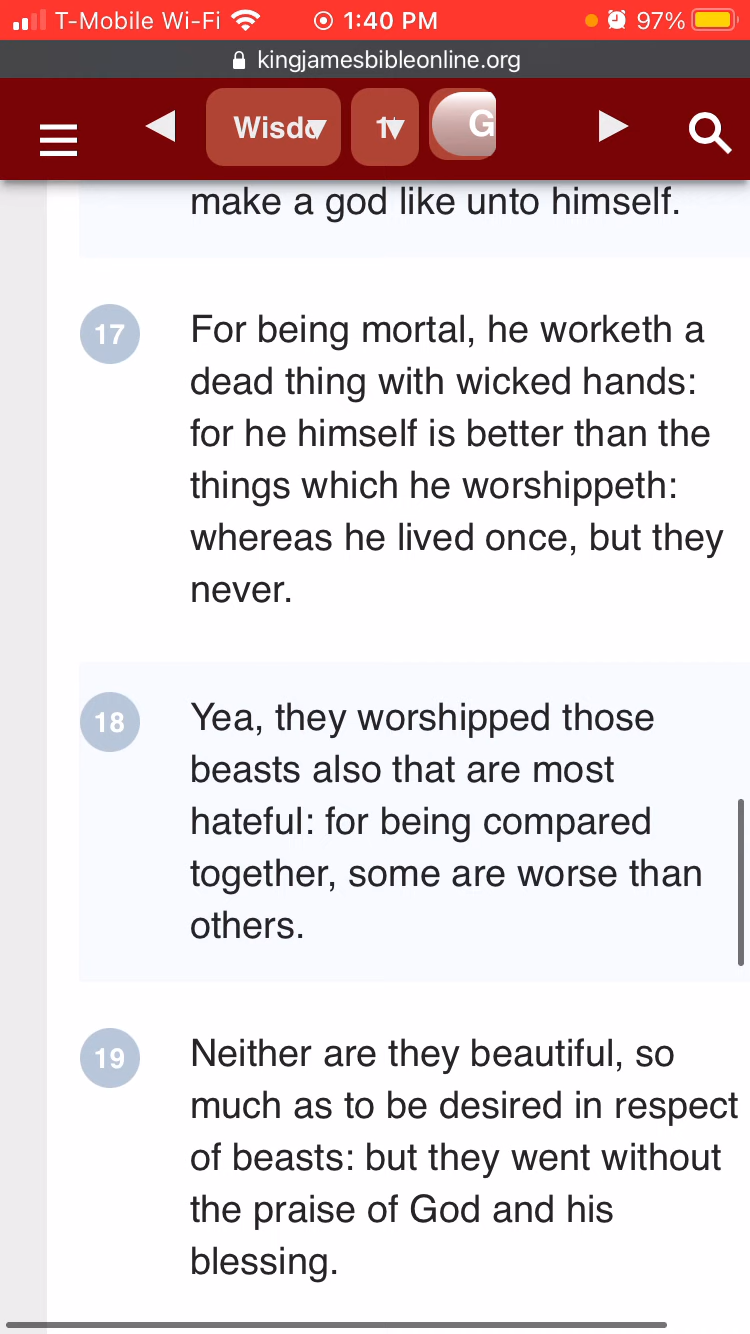 T-Mobile Wi-Fi 1:40 PM 97%
kingjamesbibleonline.org
Wisdo 1 G
make a god like unto himself.
17 For being mortal, he worketh a
dead thing with wicked hands:
for he himself is better than the
things which he worshippeth:
whereas he lived once, but they
never.
18 Yea, they worshipped those
beasts also that are most
hateful: for being compared
together, some are worse than
others.
19 Neither are they beautiful, so
much as to be desired in respect
of beasts: but they went without
the praise of God and his
blessing.